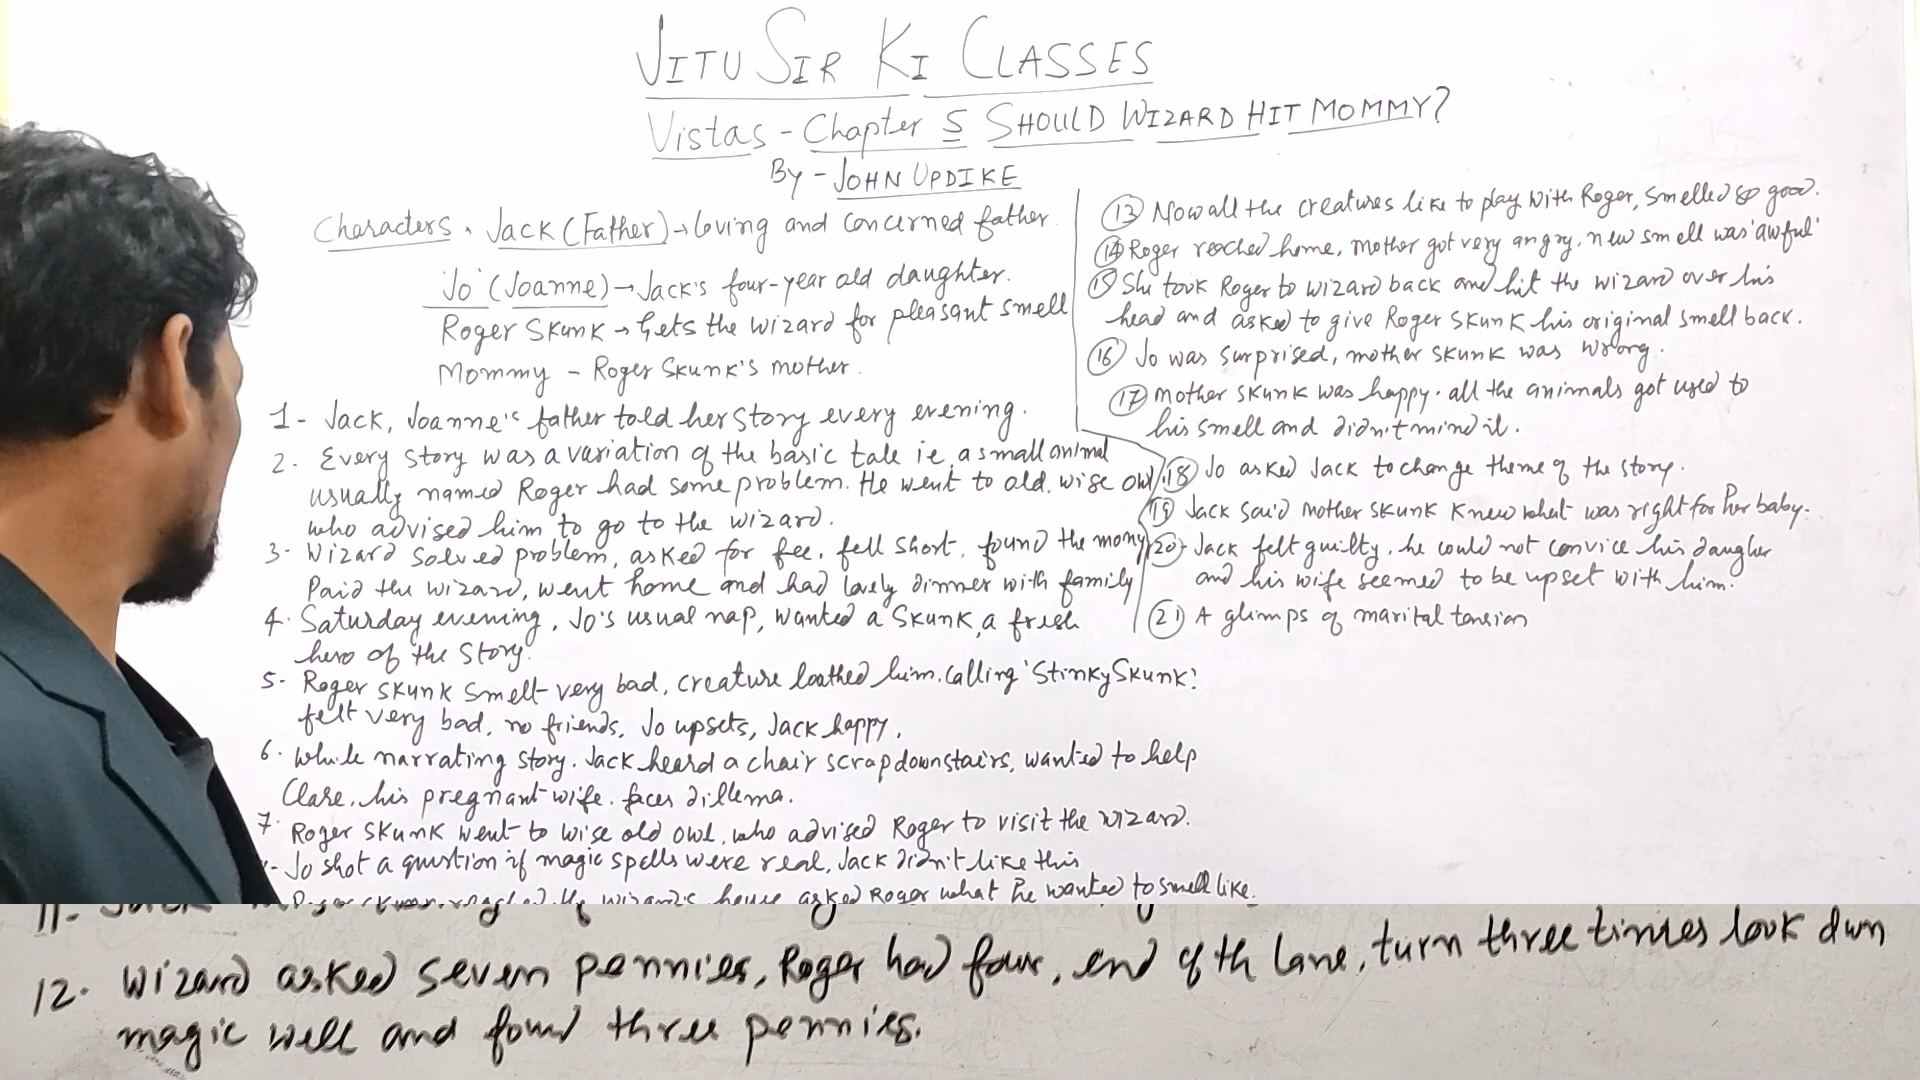 JITU SIR KI CLASSES
Vistas - Chapter 5 SHOULD WIZARD HIT MOMMY?
By - JOHN UPDIKE
Characters. Jack (Father) → loving and concerned father
'Jo' (Joanne) → Jack's four-year old daughter.
Roger Skunk → Gets the wizard for pleasant smell
Mommy - Roger Skunk's mother.
1- Jack, Joanne's father told her story every evening.
2. Every story was a variation of the basic tale ie, a small animal
usually named Roger had some problem. He went to old. wise owl
who advised him to go to the wizard.
3- Wizard solved problem, asked for fee. fell short. found the mony
Paid the wizard, went home and had lovely dinner with family
4. Saturday evening, Jo's usual nap, wanted a skunk, a fresh
hero of the story.
5- Roger skunk smelt very bad, creature loathed him. calling 'Stinky Skunk'.
felt very bad, no friends, Jo upsets, Jack happy.
6. While narrating story. Jack heard a chair scrap downstairs, wanted to help
Clare, his pregnant wife. faces dillema.
7. Roger Skunk went to wise old owl. who advised Roger to visit the wizard.
- Jo shot a question if magic spells were real, Jack didn't like this
asked Roger what he wanted to smell like.
11-
12. Wizard asked seven pennies, Roger had four, end of th lane, turn three times look dwn
magic well and found three pennies.
13 Now all the creatures like to play with Roger, smelled so good.
14 Roger reached home, mother got very angry, new smell was 'awful'
15 She took Roger to wizard back and hit the wizard over his
head and asked to give Roger Skunk his original smell back.
16 Jo was surprised, mother skunk was wrong.
17 mother skunk was happy. all the animals got used to
his smell and didn't mind it.
18 Jo asked Jack to change theme of the story.
19 Jack said mother skunk knew what was right for her baby.
20- Jack felt guilty. he could not convice his daugher
and his wife seemed to be upset with him.
21 A glimps of marital tension